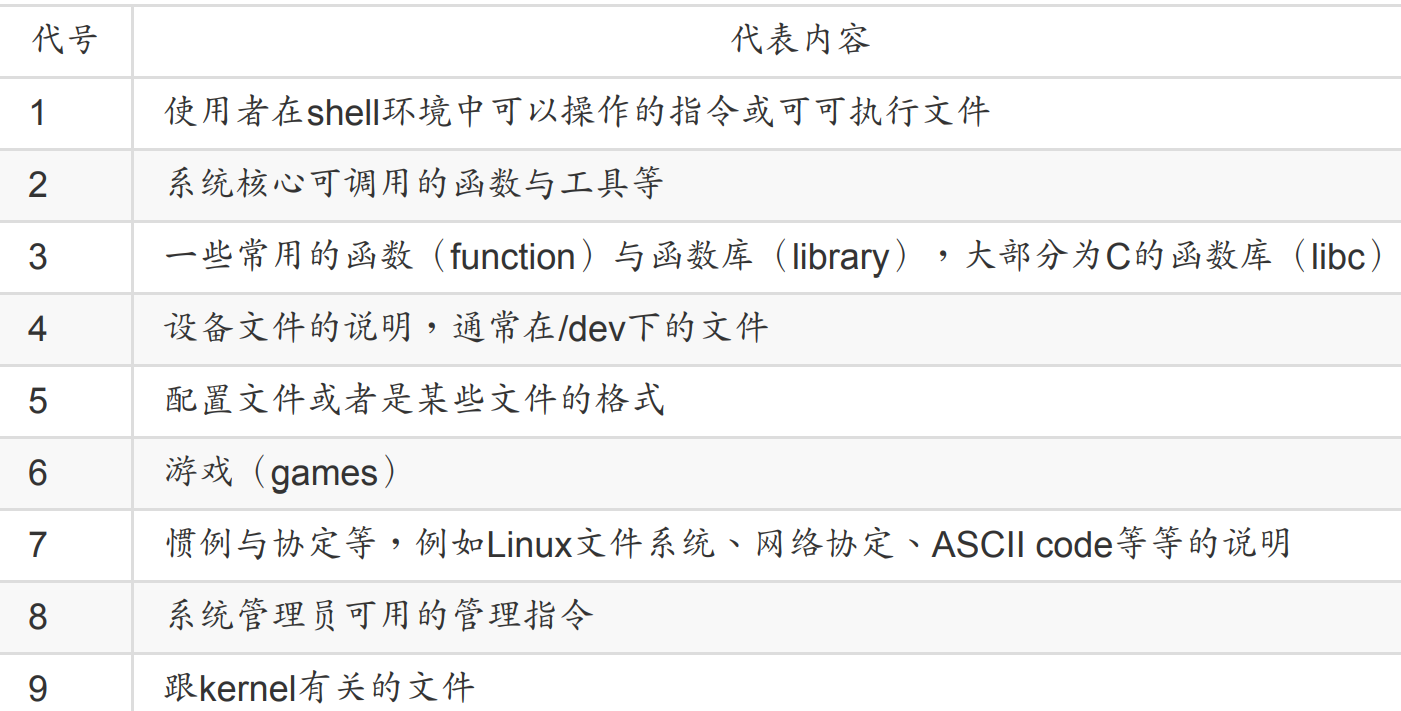 代号 代表内容
1 使用者在shell环境中可以操作的指令或可可执行文件
2 系统核心可调用的函数与工具等
3 一些常用的函数（function）与函数库（library），大部分为C的函数库（libc）
4 设备文件的说明，通常在/dev下的文件
5 配置文件或者是某些文件的格式
6 游戏（games）
7 惯例与协定等，例如Linux文件系统、网络协定、ASCII code等等的说明
8 系统管理员可用的管理指令
9 跟kernel有关的文件